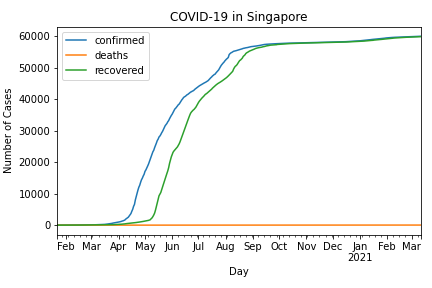 COVID-19 in Singapore
confirmed
deaths
recovered
Number of Cases
60000
50000
40000
30000
20000
10000
0
Feb Mar Apr May Jun Jul Aug Sep Oct Nov Dec Jan Feb Mar
2021
Day